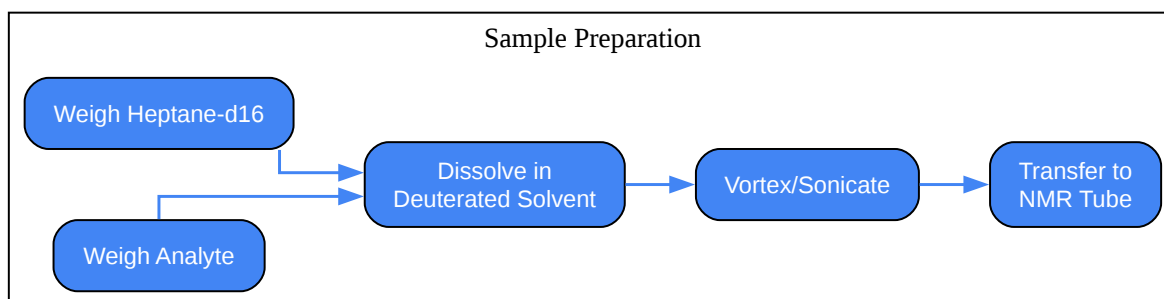 Sample Preparation
Weigh Heptane-d16
Weigh Analyte
Dissolve in
Deuterated Solvent
Vortex/Sonicate
Transfer to
NMR Tube